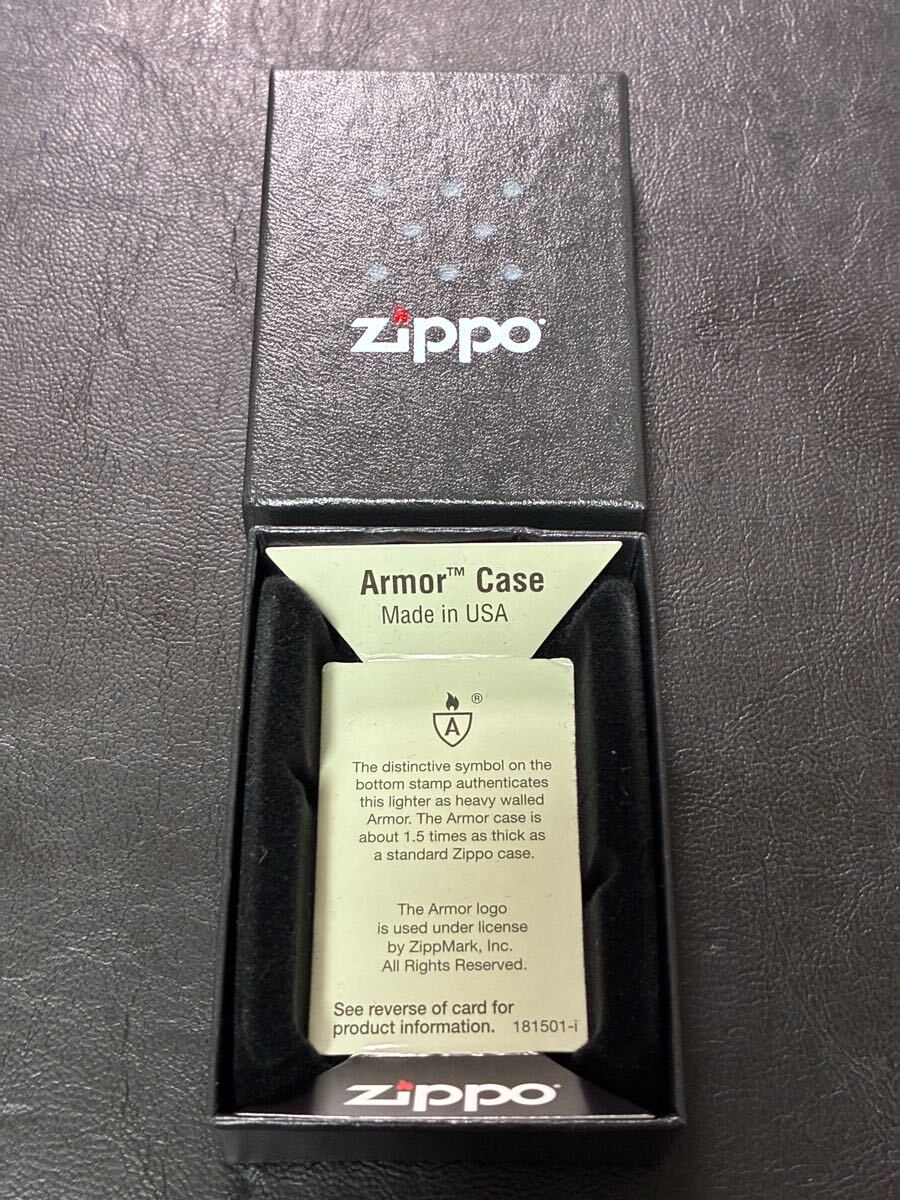 zippo
Armor™ Case
Made in USA
A ®
The distinctive symbol on the
bottom stamp authenticates
this lighter as heavy walled
Armor. The Armor case is
about 1.5 times as thick as
a standard Zippo case.
The Armor logo
is used under license
by ZippMark, Inc.
All Rights Reserved.
See reverse of card for
product information. 181501-i
zippo